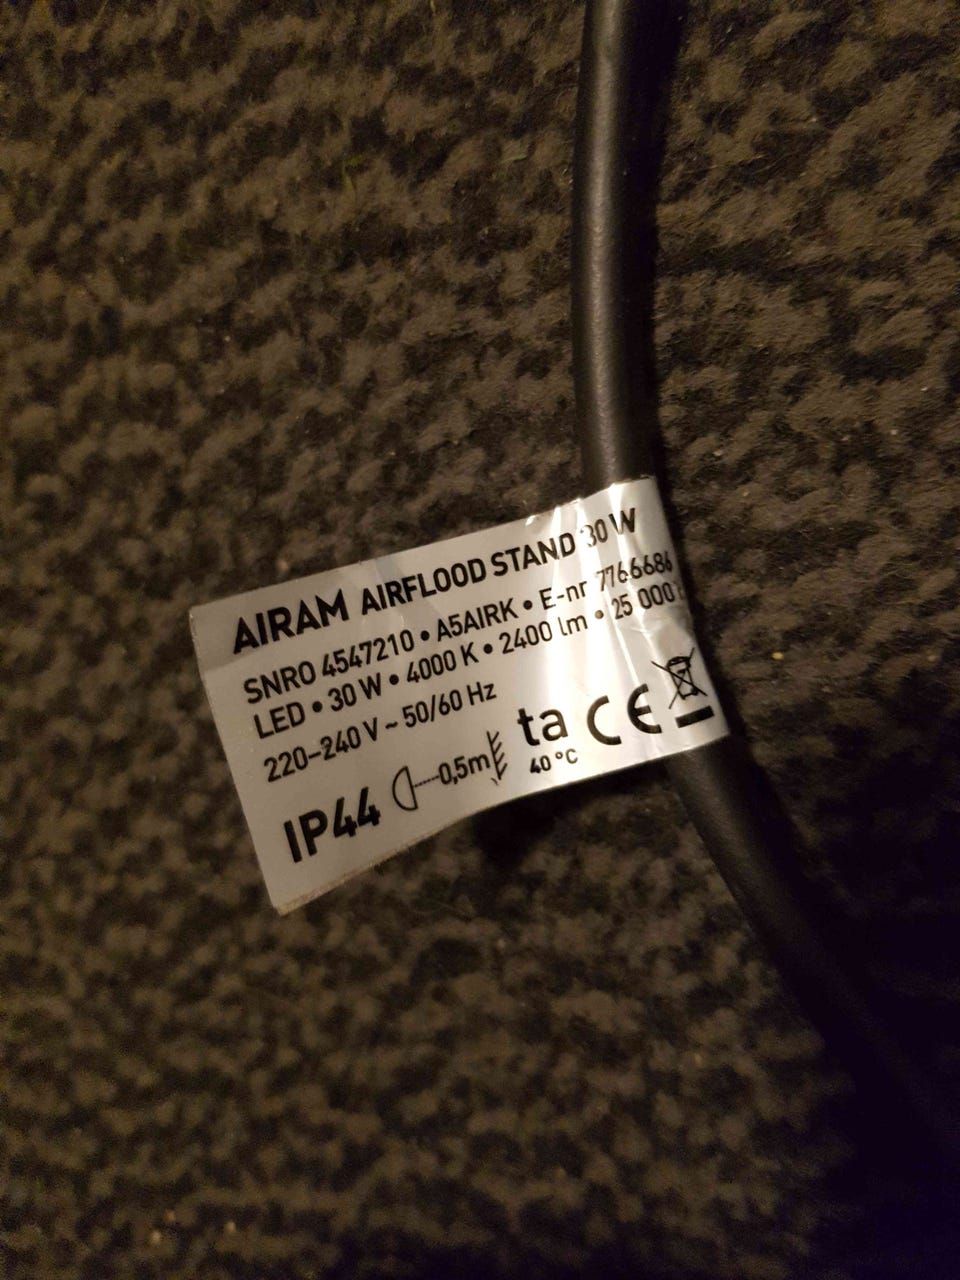 AIRAM AIRFLOOD STAND 30 W
SNRO 4547210 • A5AIRK • E-nr 7766686
LED • 30 W • 4000 K • 2400 lm • 25 000
220–240 V ~ 50/60 Hz
IP44 0,5m ta 40 °C CE